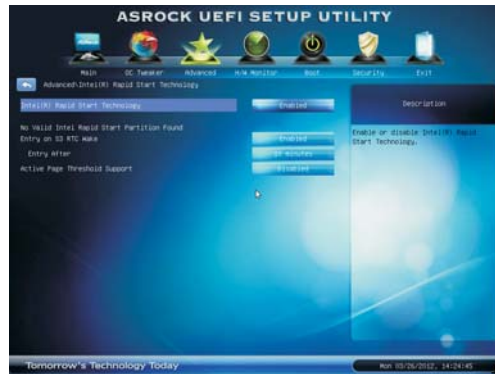 ASROCK UEFI SETUP UTILITY
Main OC Tweaker Advanced H/W Monitor Boot Security Exit
Advanced\Intel(R) Rapid Start Technology
Intel(R) Rapid Start Technology Enabled
Description
No Valid Intel Rapid Start Partition Found
Entry on S3 RTC Wake Enabled
Enable or disable Intel(R) Rapid
Start Technology.
Entry After 10 minutes
Active Page Threshold Support Disabled
Tomorrow's Technology Today
Mon 03/26/2012, 14:24:45